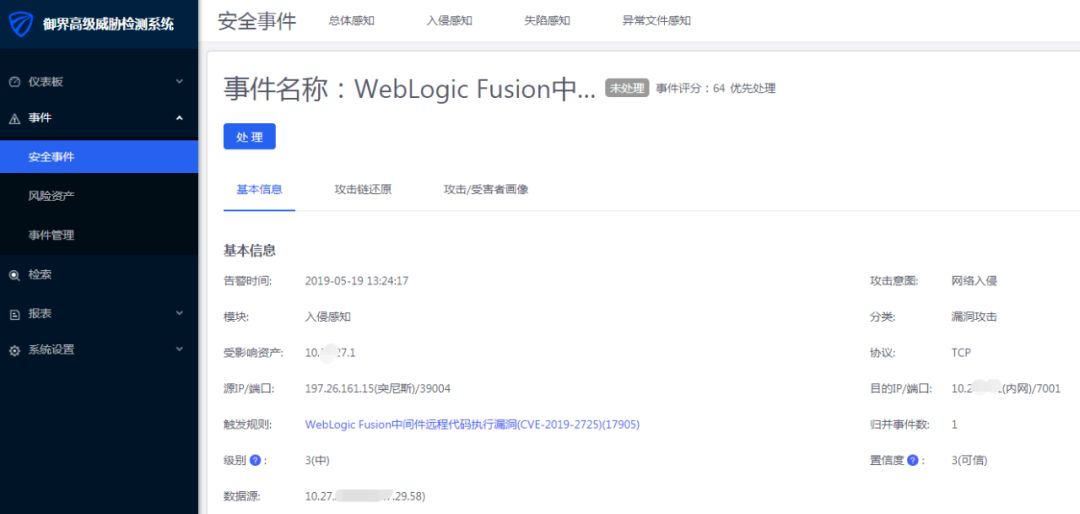 御界高级威胁检测系统
安全事件 总体感知 入侵感知 失陷感知 异常文件感知
仪表板
事件
安全事件
风险资产
事件管理
检索
报表
系统设置
事件名称：WebLogic Fusion中... 未处理 事件评分：64 优先处理
处 理
基本信息 攻击链还原 攻击/受害者画像
基本信息
告警时间: 2019-05-19 13:24:17 攻击意图: 网络入侵
模块: 入侵感知 分类: 漏洞攻击
受影响资产: 10. 27.1 协议: TCP
源IP/端口: 197.26.161.15(突尼斯)/39004 目的IP/端口: 10.2 (内网)/7001
触发规则: WebLogic Fusion中间件远程代码执行漏洞(CVE-2019-2725)(17905) 归并事件数: 1
级别 ? : 3(中) 置信度 ? : 3(可信)
数据源: 10.27. .29.58)